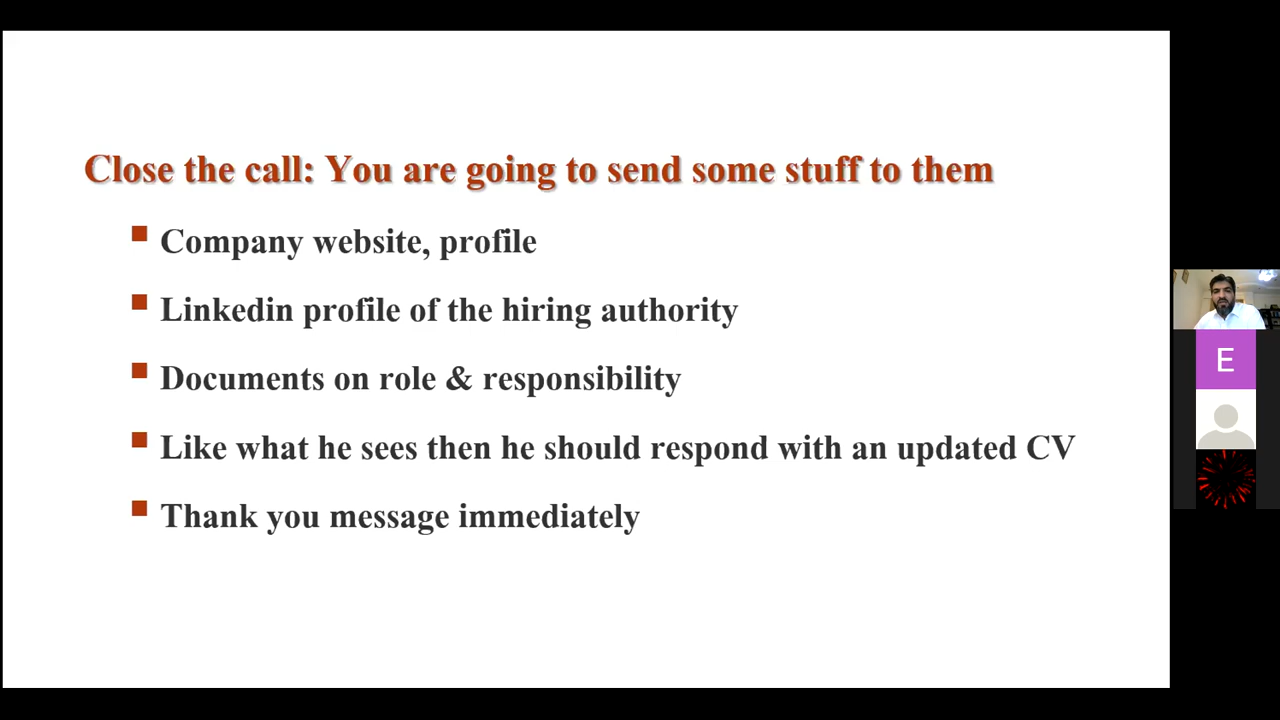 Close the call: You are going to send some stuff to them
Company website, profile
Linkedin profile of the hiring authority
Documents on role & responsibility
Like what he sees then he should respond with an updated CV
Thank you message immediately
E